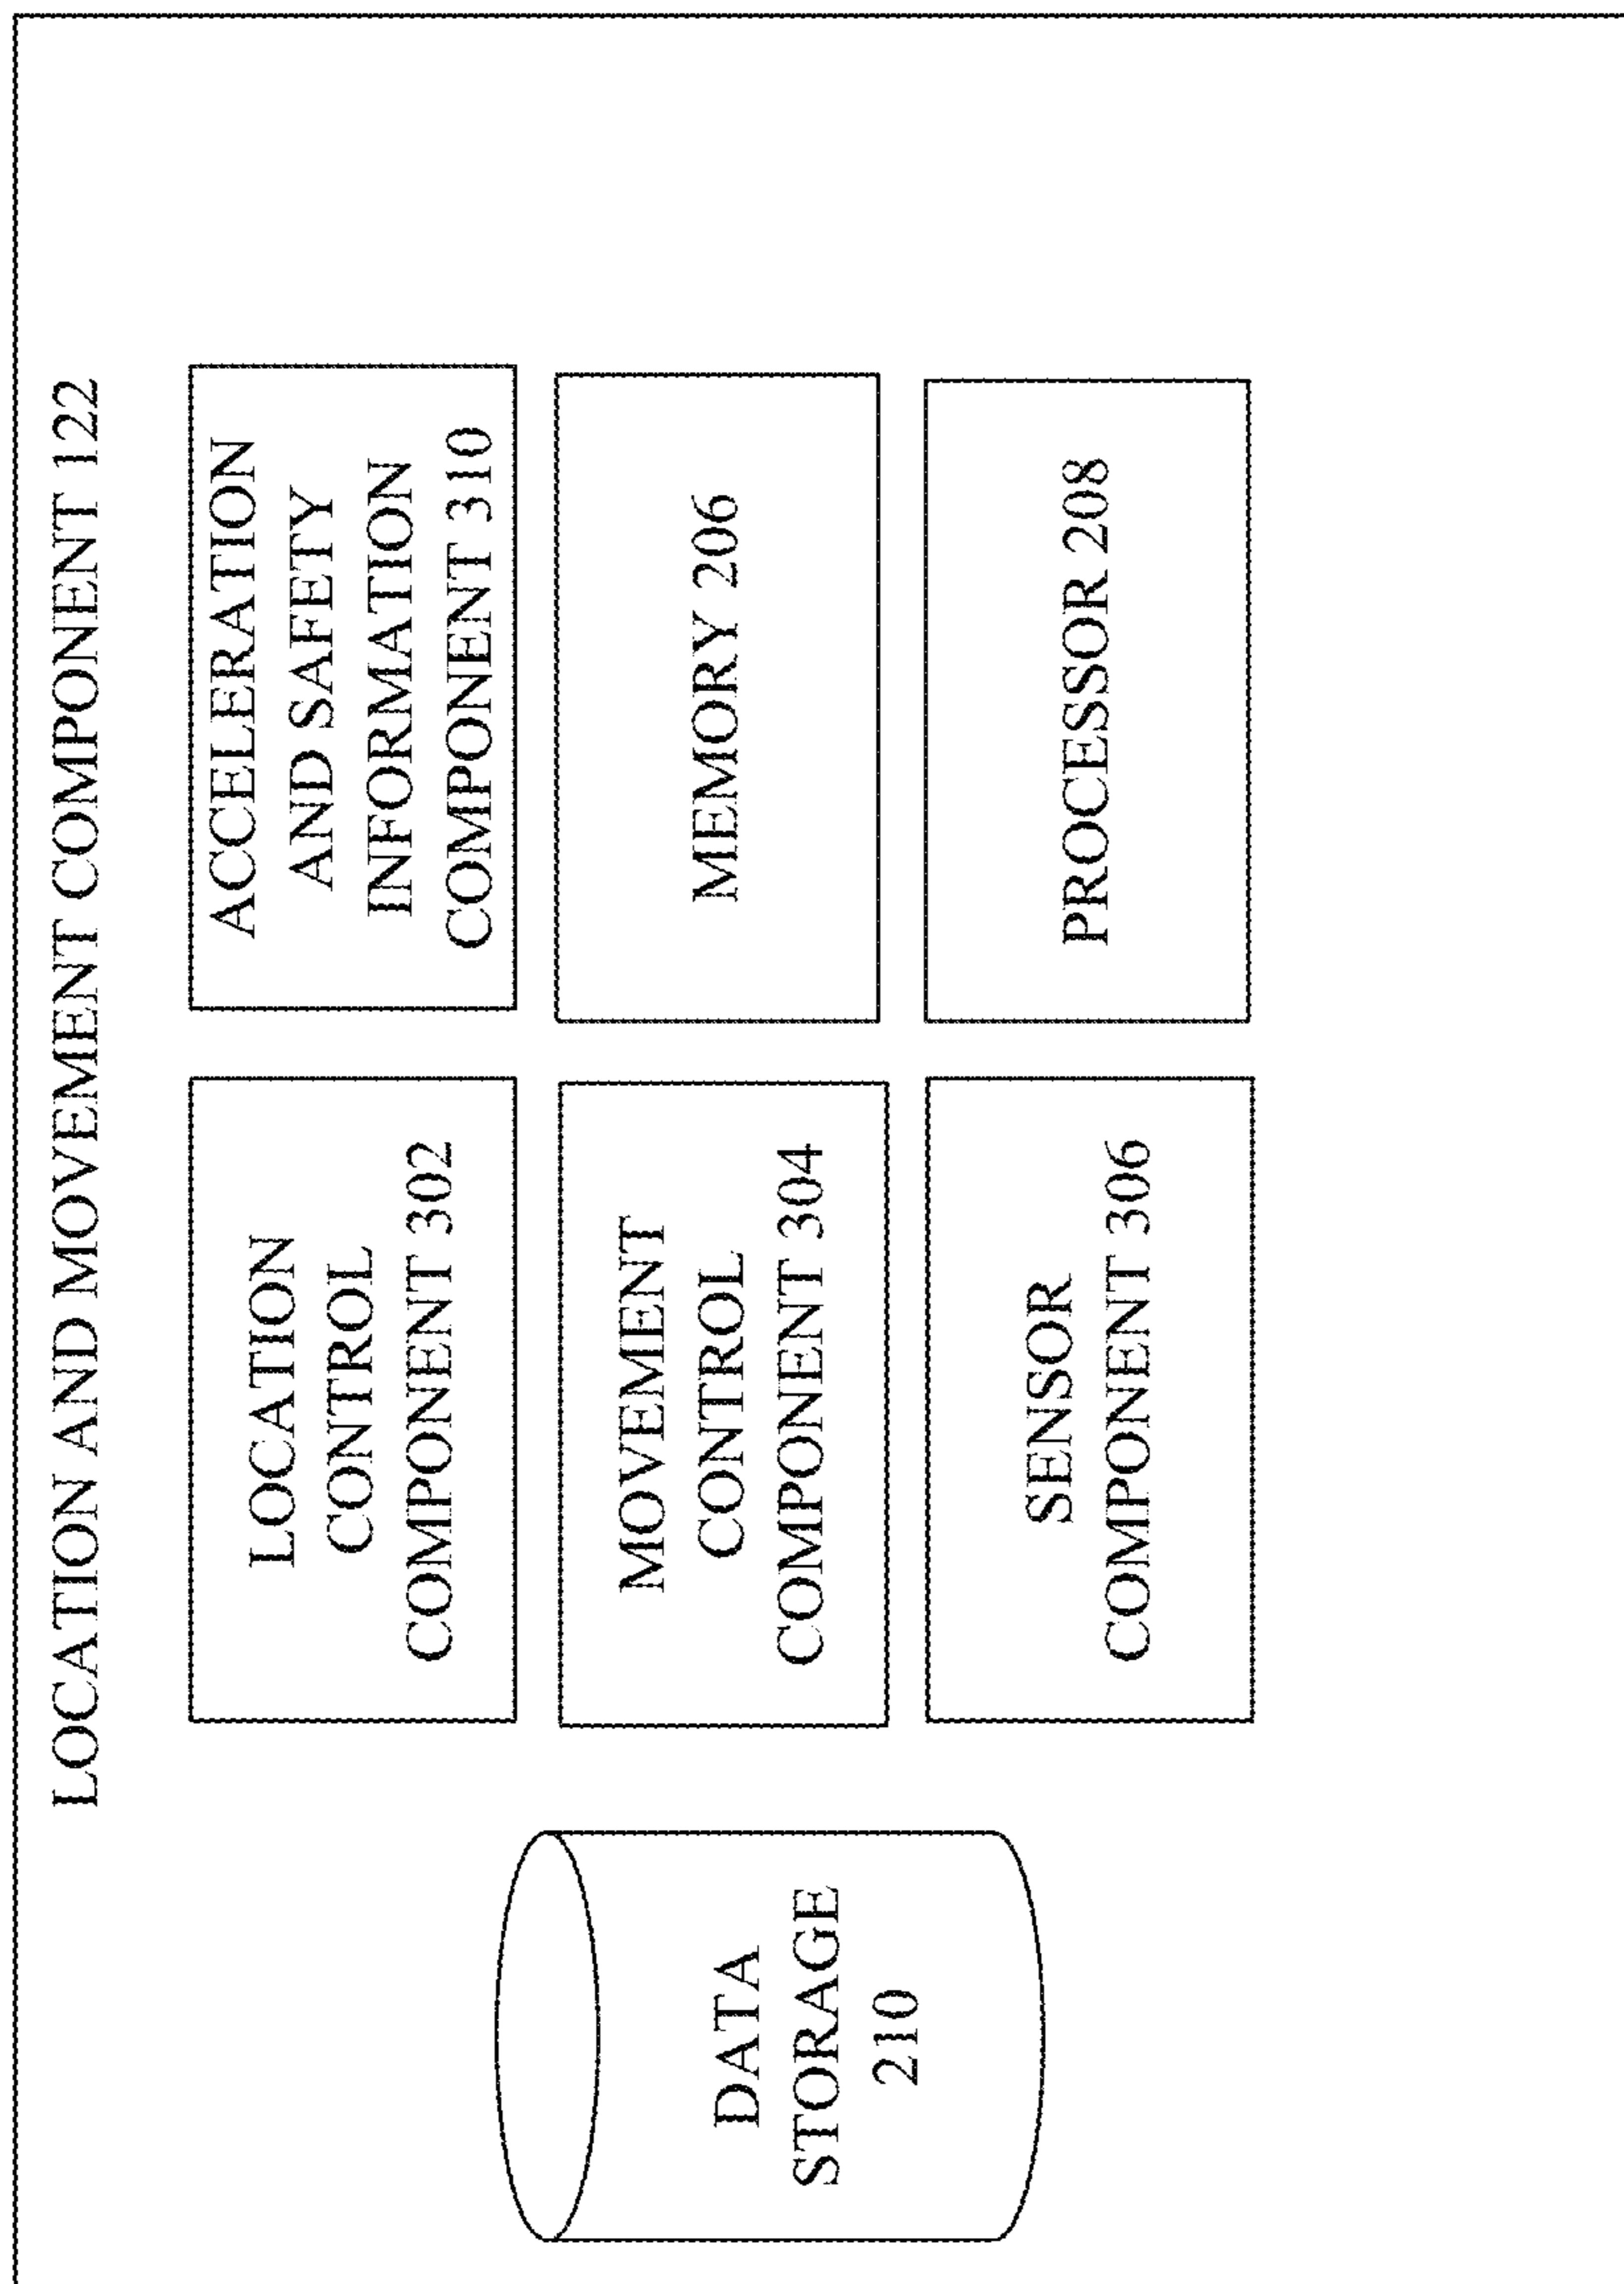 LOCATION AND MOVEMENT COMPONENT 122
DATA
STORAGE
210
LOCATION
CONTROL
COMPONENT 302
MOVEMENT
CONTROL
COMPONENT 304
SENSOR
COMPONENT 306
ACCELERATION
AND SAFETY
INFORMATION
COMPONENT 310
MEMORY 206
PROCESSOR 208